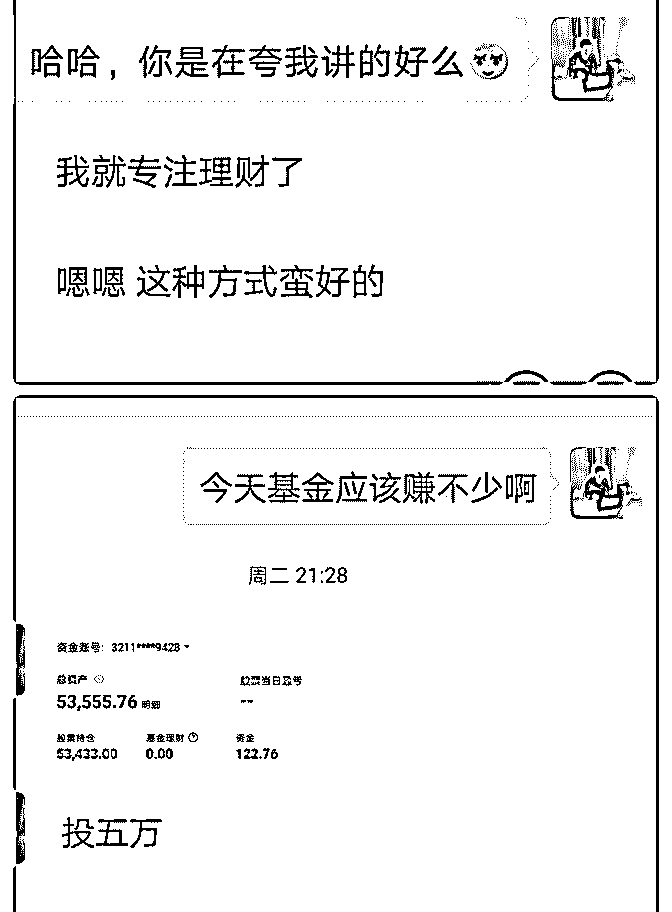 哈哈，你是在夸我讲的好么
我就专注理财了
嗯嗯 这种方式蛮好的
今天基金应该赚不少啊
周二 21:28
资金账号: 3211****9428
总资产 股票当日盈亏
53,555.76 明细 --
股票持仓 基金理财 资金
53,433.00 0.00 122.76
投五万